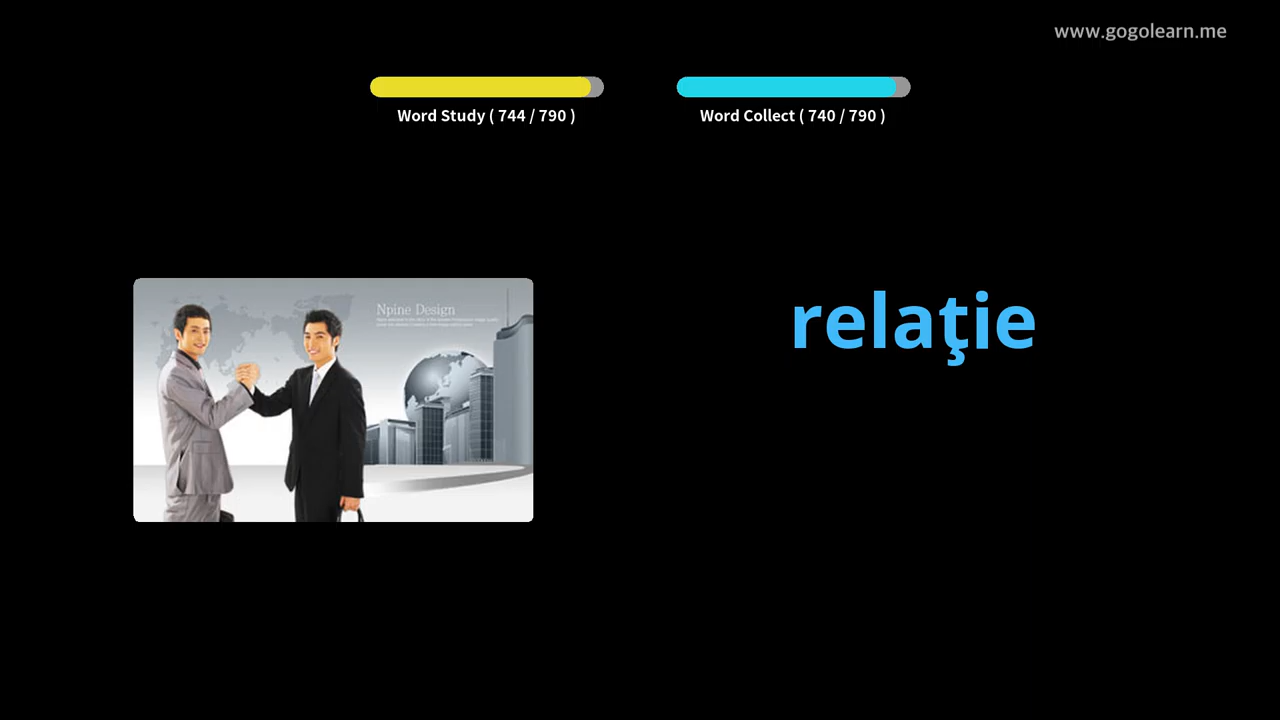 www.gogolearn.me
Word Study ( 744 / 790 )
Word Collect ( 740 / 790 )
Npine Design
relaţie